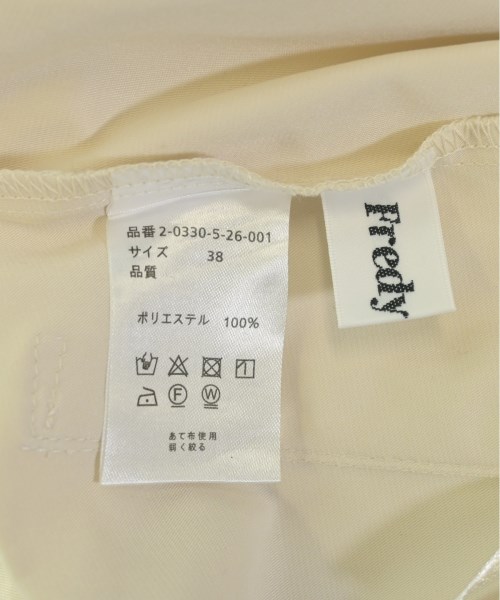 品番 2-0330-5-26-001
サイズ 38
品質
ポリエステル 100%
F W
あて布使用
弱く絞る
Fredy